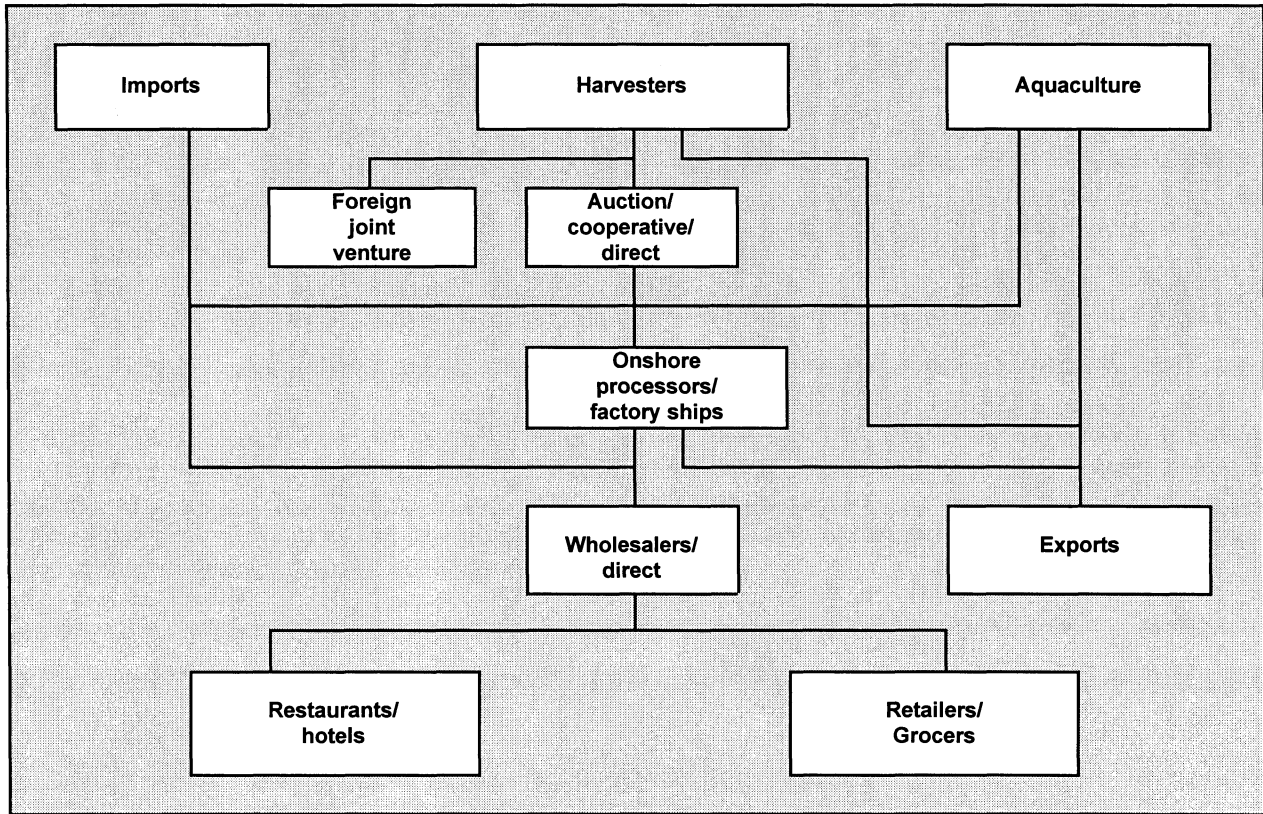 Imports
Harvesters
Aquaculture
Foreign
joint
venture
Auction/
cooperative/
direct
Onshore
processors/
factory ships
Wholesalers/
direct
Exports
Restaurants/
hotels
Retailers/
Grocers